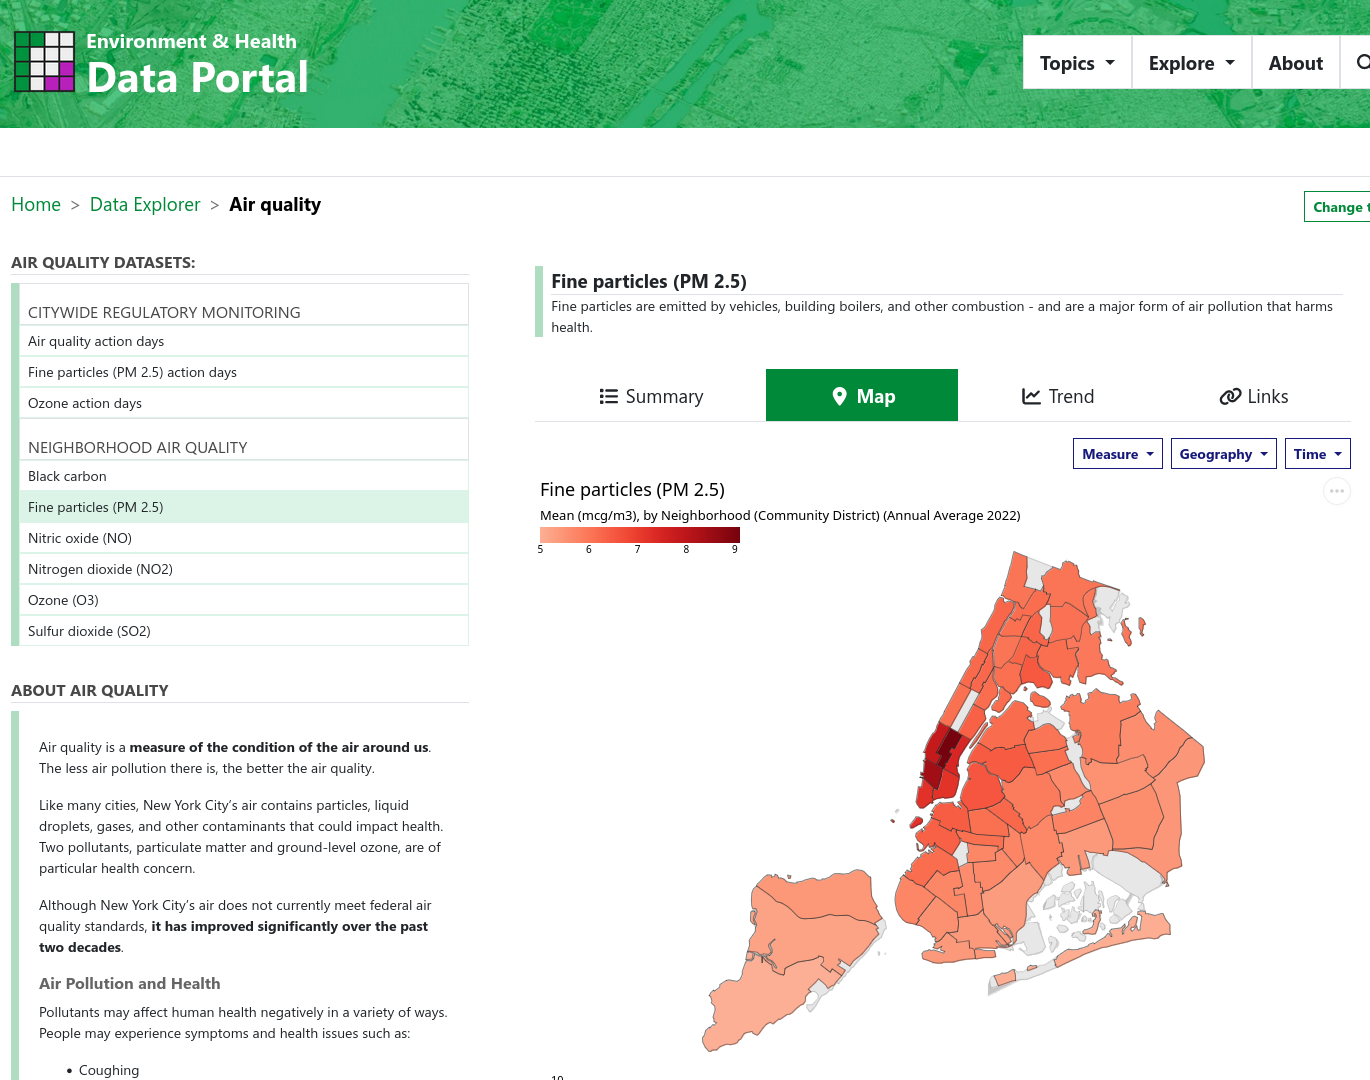 Environment & Health
Data Portal
Topics
Explore
About
Home > Data Explorer > Air quality
Change t
AIR QUALITY DATASETS:
CITYWIDE REGULATORY MONITORING
Air quality action days
Fine particles (PM 2.5) action days
Ozone action days
NEIGHBORHOOD AIR QUALITY
Black carbon
Fine particles (PM 2.5)
Nitric oxide (NO)
Nitrogen dioxide (NO2)
Ozone (O3)
Sulfur dioxide (SO2)
ABOUT AIR QUALITY
Air quality is a measure of the condition of the air around us.
The less air pollution there is, the better the air quality.
Like many cities, New York City’s air contains particles, liquid
droplets, gases, and other contaminants that could impact health.
Two pollutants, particulate matter and ground-level ozone, are of
particular health concern.
Although New York City’s air does not currently meet federal air
quality standards, it has improved significantly over the past
two decades.
Air Pollution and Health
Pollutants may affect human health negatively in a variety of ways.
People may experience symptoms and health issues such as:
• Coughing
Fine particles (PM 2.5)
Fine particles are emitted by vehicles, building boilers, and other combustion - and are a major form of air pollution that harms
health.
Summary
Map
Trend
Links
Measure
Geography
Time
Fine particles (PM 2.5)
Mean (mcg/m3), by Neighborhood (Community District) (Annual Average 2022)
5 6 7 8 9
10